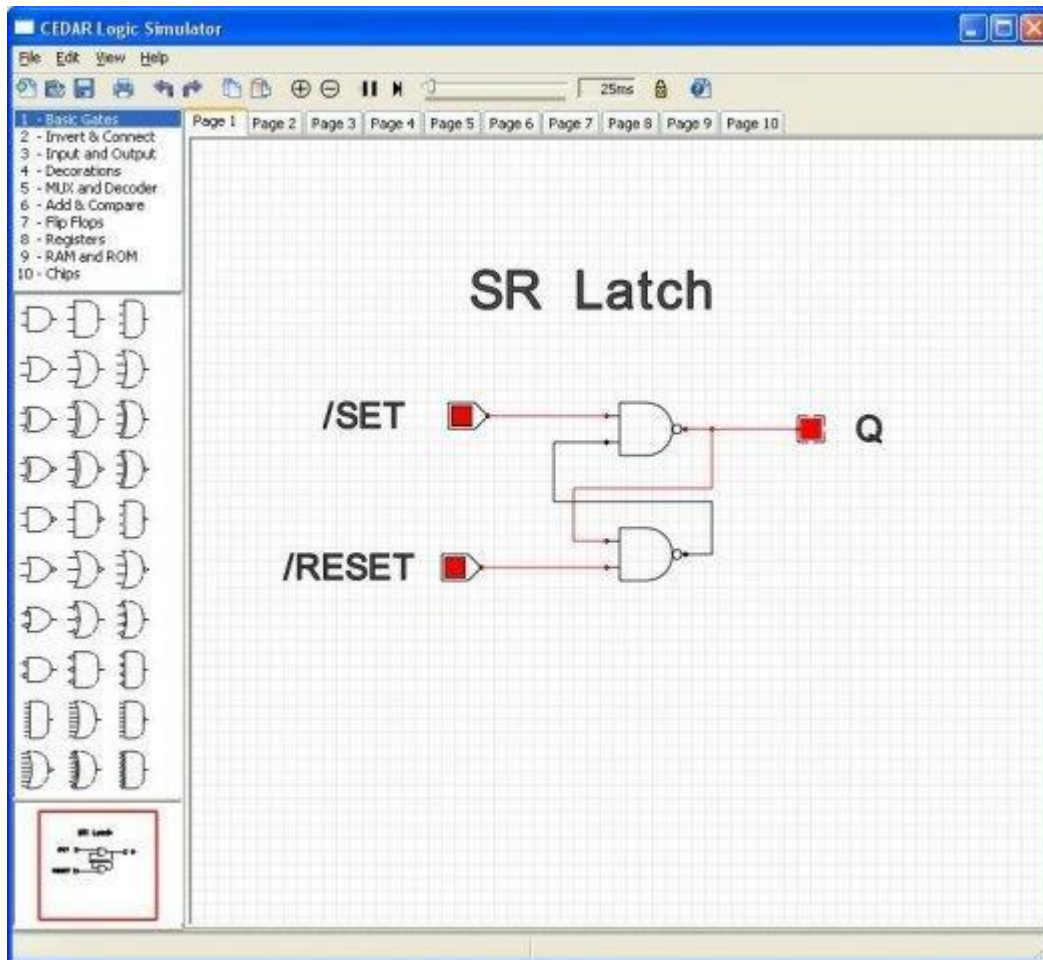 CEDAR Logic Simulator
File Edit View Help
25ms
1 - Basic Gates
2 - Invert & Connect
3 - Input and Output
4 - Decorations
5 - MUX and Decoder
6 - Add & Compare
7 - Flip Flops
8 - Registers
9 - RAM and ROM
10 - Chips
Page 1 Page 2 Page 3 Page 4 Page 5 Page 6 Page 7 Page 8 Page 9 Page 10
SR Latch
/SET
Q
/RESET
SR Latch